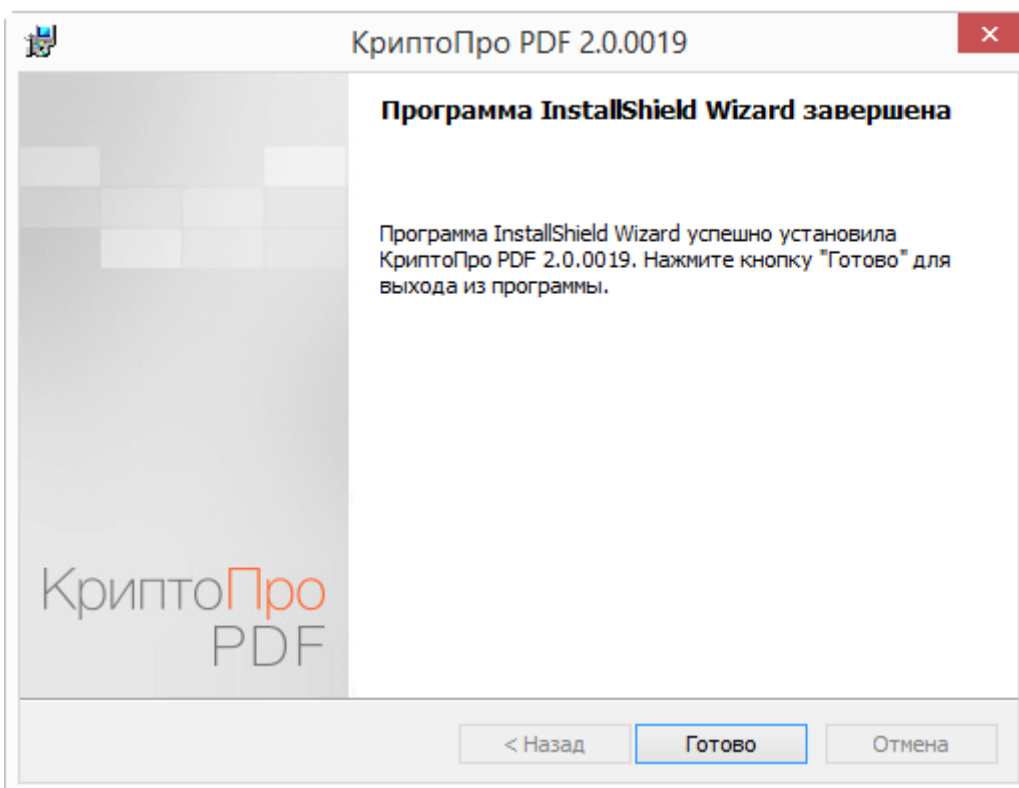 КриптоПро PDF 2.0.0019
Программа InstallShield Wizard завершена
Программа InstallShield Wizard успешно установила
КриптоПро PDF 2.0.0019. Нажмите кнопку "Готово" для
выхода из программы.
КриптоПро
PDF
< Назад
Готово
Отмена